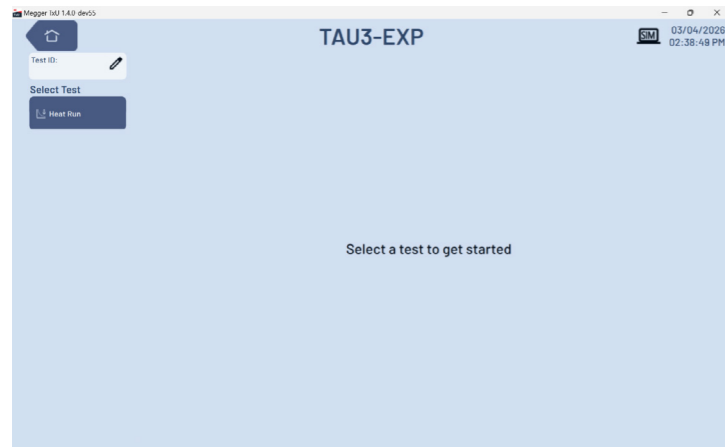 Megger IxU 1.4.0 dev55
TAU3-EXP
SIM
03/04/2026
02:38:49 PM
Test ID:
Select Test
Heat Run
Select a test to get started